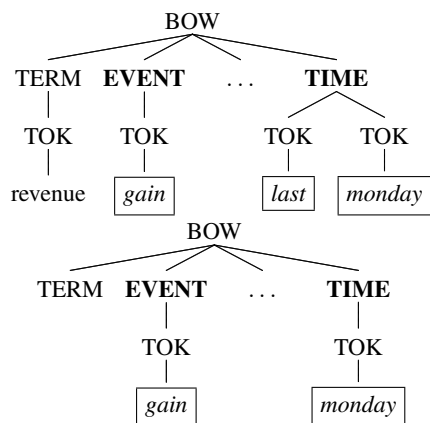 BOW
TERM EVENT ... TIME
TOK TOK TOK TOK
revenue gain last monday
BOW
TERM EVENT ... TIME
TOK TOK
gain monday